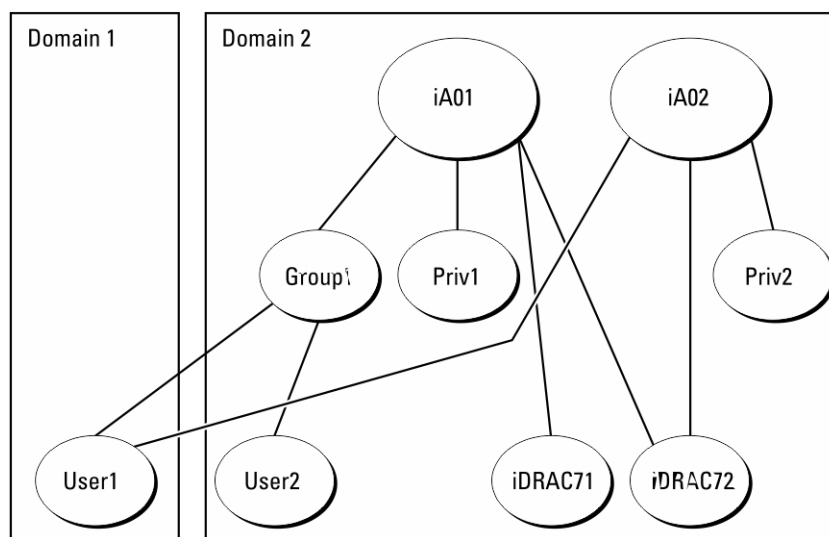 Domain 1
Domain 2
iA01
iA02
Group1
Priv1
Priv2
User1
User2
iDRAC71
iDRAC72